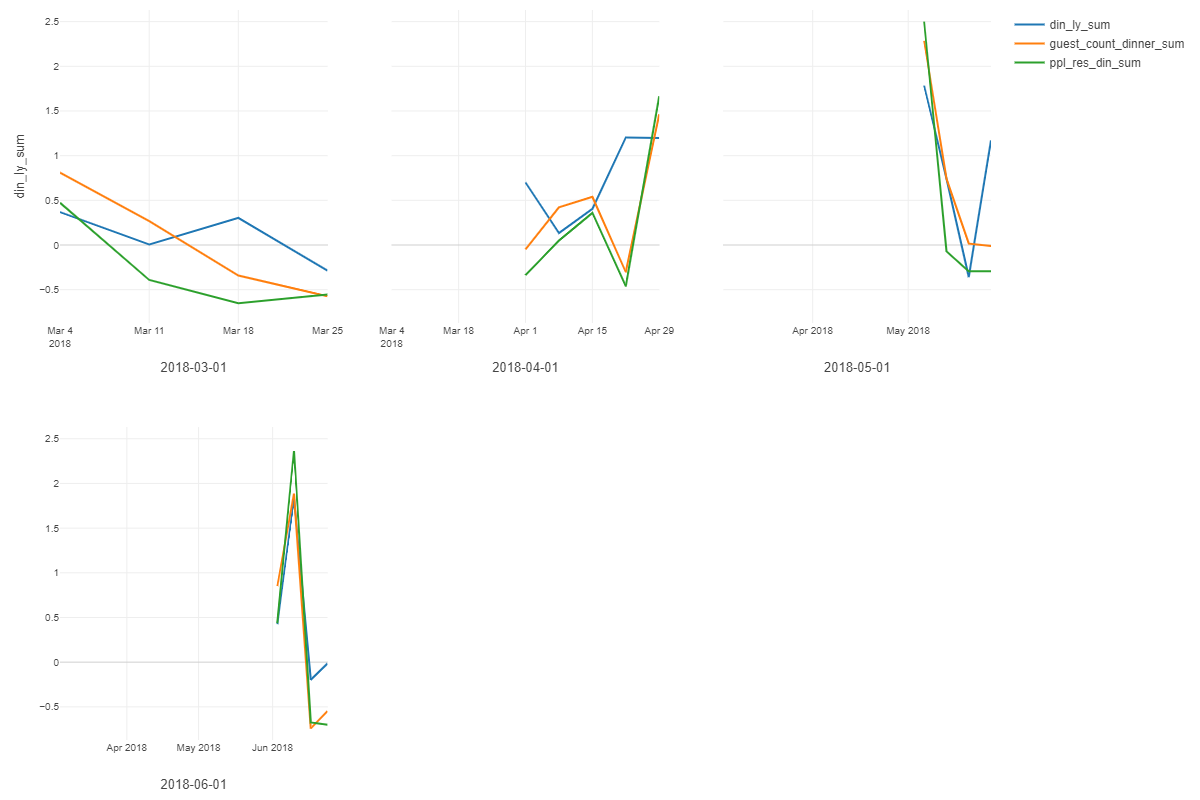 din_ly_sum
guest_count_dinner_sum
ppl_res_din_sum
din_ly_sum
2.5
2
1.5
1
0.5
0
−0.5
Mar 4
2018
Mar 11
Mar 18
Mar 25
2018-03-01
Mar 4
2018
Mar 18
Apr 1
Apr 15
Apr 29
2018-04-01
Apr 2018
May 2018
2018-05-01
2.5
2
1.5
1
0.5
0
−0.5
Apr 2018
May 2018
Jun 2018
2018-06-01